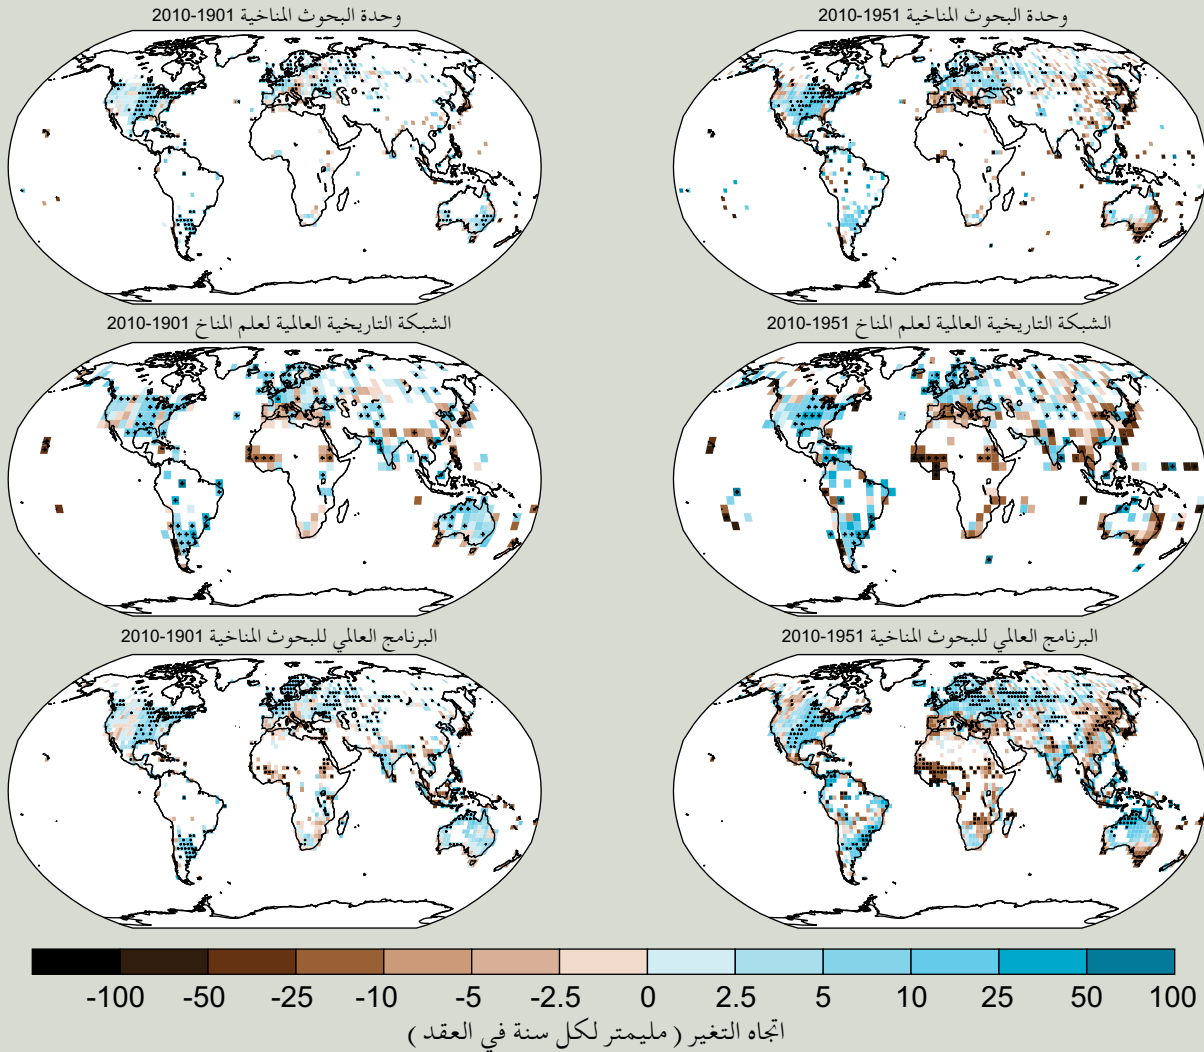 وحدة البحوث المناخية 1901-2010
وحدة البحوث المناخية 1951-2010
الشبكة التاريخية العالمية لعلم المناخ 1901-2010
الشبكة التاريخية العالمية لعلم المناخ 1951-2010
البرنامج العالمي للبحوث المناخية 1901-2010
البرنامج العالمي للبحوث المناخية 1951-2010
-100 -50 -25 -10 -5 -2.5 0 2.5 5 10 25 50 100
اتجاه التغير ( مليمتر لكل سنة في العقد )